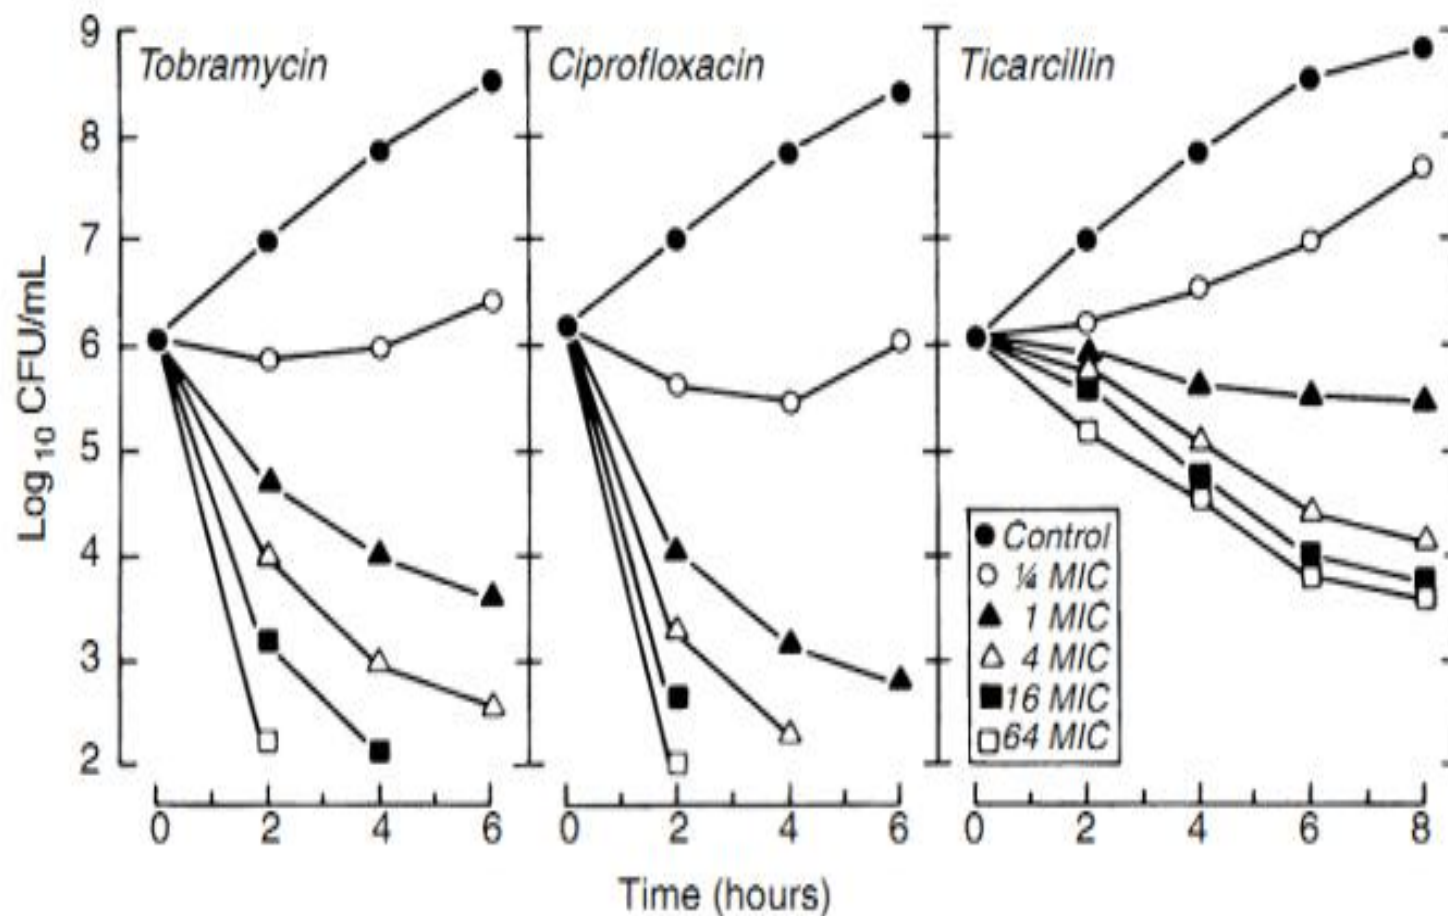 Tobramycin
Ciprofloxacin
Ticarcillin
9
8
7
6
5
4
3
2
Log 10 CFU/mL
Control
¼ MIC
1 MIC
4 MIC
16 MIC
64 MIC
0 2 4 6
0 2 4 6
0 2 4 6 8
Time (hours)